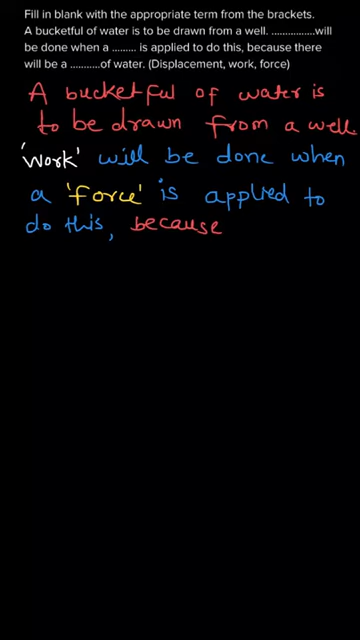 Fill in blank with the appropriate term from the brackets.
A bucketful of water is to be drawn from a well. ................will
be done when a ......... is applied to do this, because there
will be a ..........of water. (Displacement, work, force)
A bucketful of water is
to be drawn from a well.
'Work' will be done when
a 'force' is applied to
do this, because